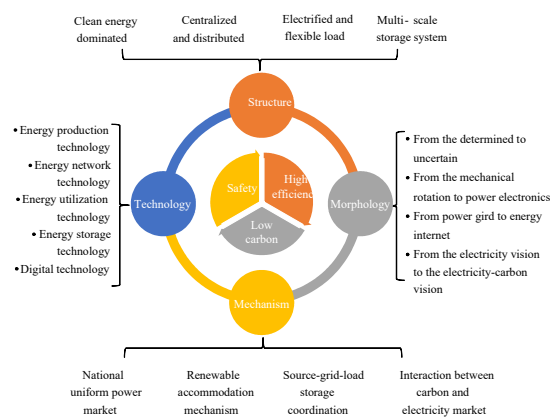 Clean energy
dominated
Centralized
and distributed
Electrified and
flexible load
Multi- scale
storage system
Structure
• Energy production
technology
• Energy network
technology
• Energy utilization
technology
• Energy storage
technology
• Digital technology
Technology
Safety
High
efficiency
Low
carbon
Morphology
• From the determined to
uncertain
• From the mechanical
rotation to power electronics
• From power gird to energy
internet
• From the electricity vision
to the electricity-carbon
vision
Mechanism
National
uniform power
market
Renewable
accommodation
mechanism
Source-grid-load
storage
coordination
Interaction between
carbon and
electricity market